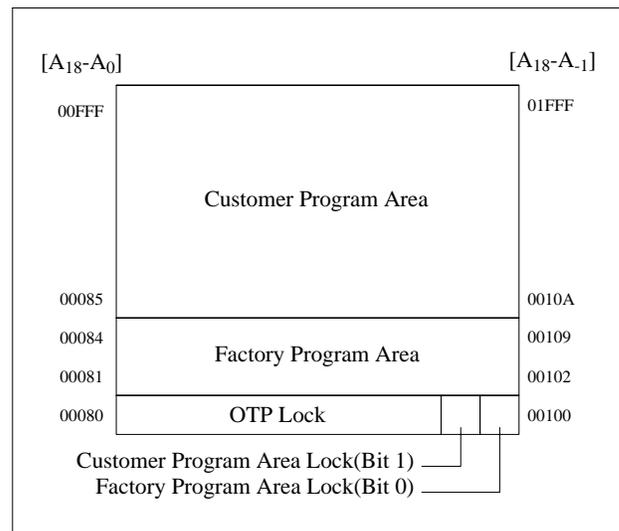 [A18-A0] [A18-A-1]
00FFF 01FFF
Customer Program Area
00085 0010A
00084 00109
Factory Program Area
00081 00102
00080 OTP Lock 00100
Customer Program Area Lock(Bit 1)
Factory Program Area Lock(Bit 0)